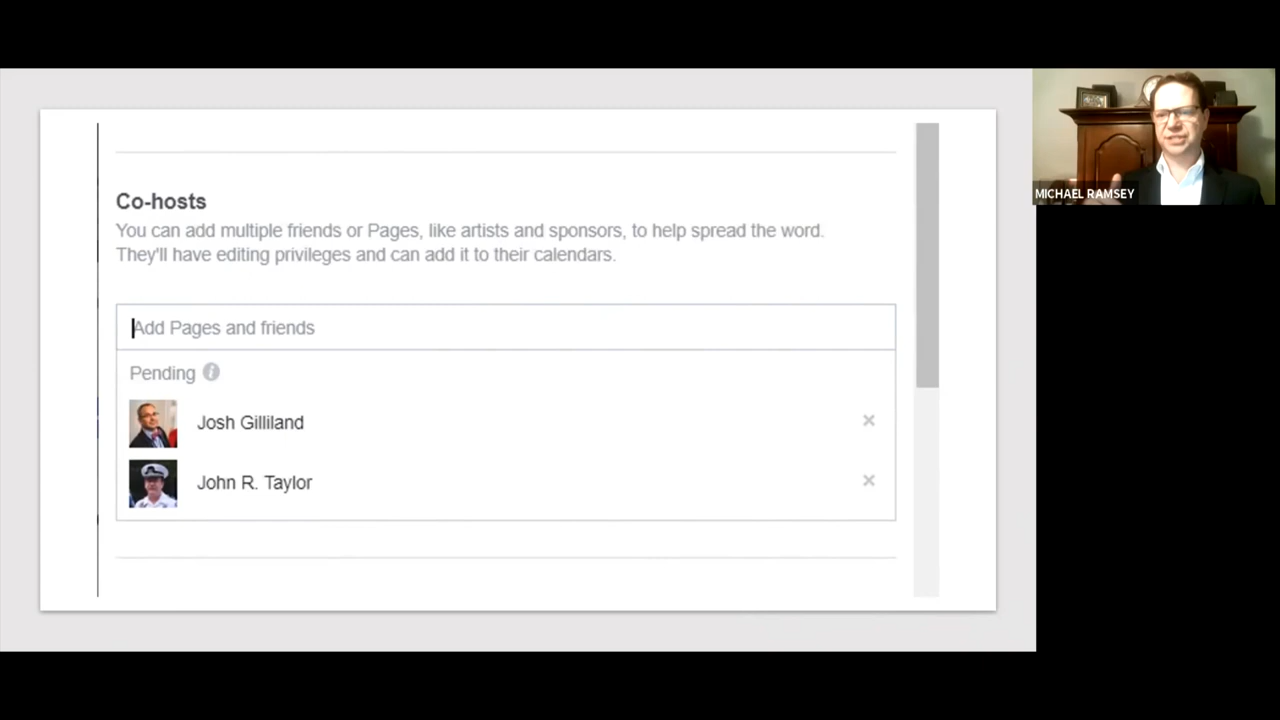 Co-hosts
You can add multiple friends or Pages, like artists and sponsors, to help spread the word.
They'll have editing privileges and can add it to their calendars.
Add Pages and friends
Pending
Josh Gilliland
John R. Taylor
MICHAEL RAMSEY